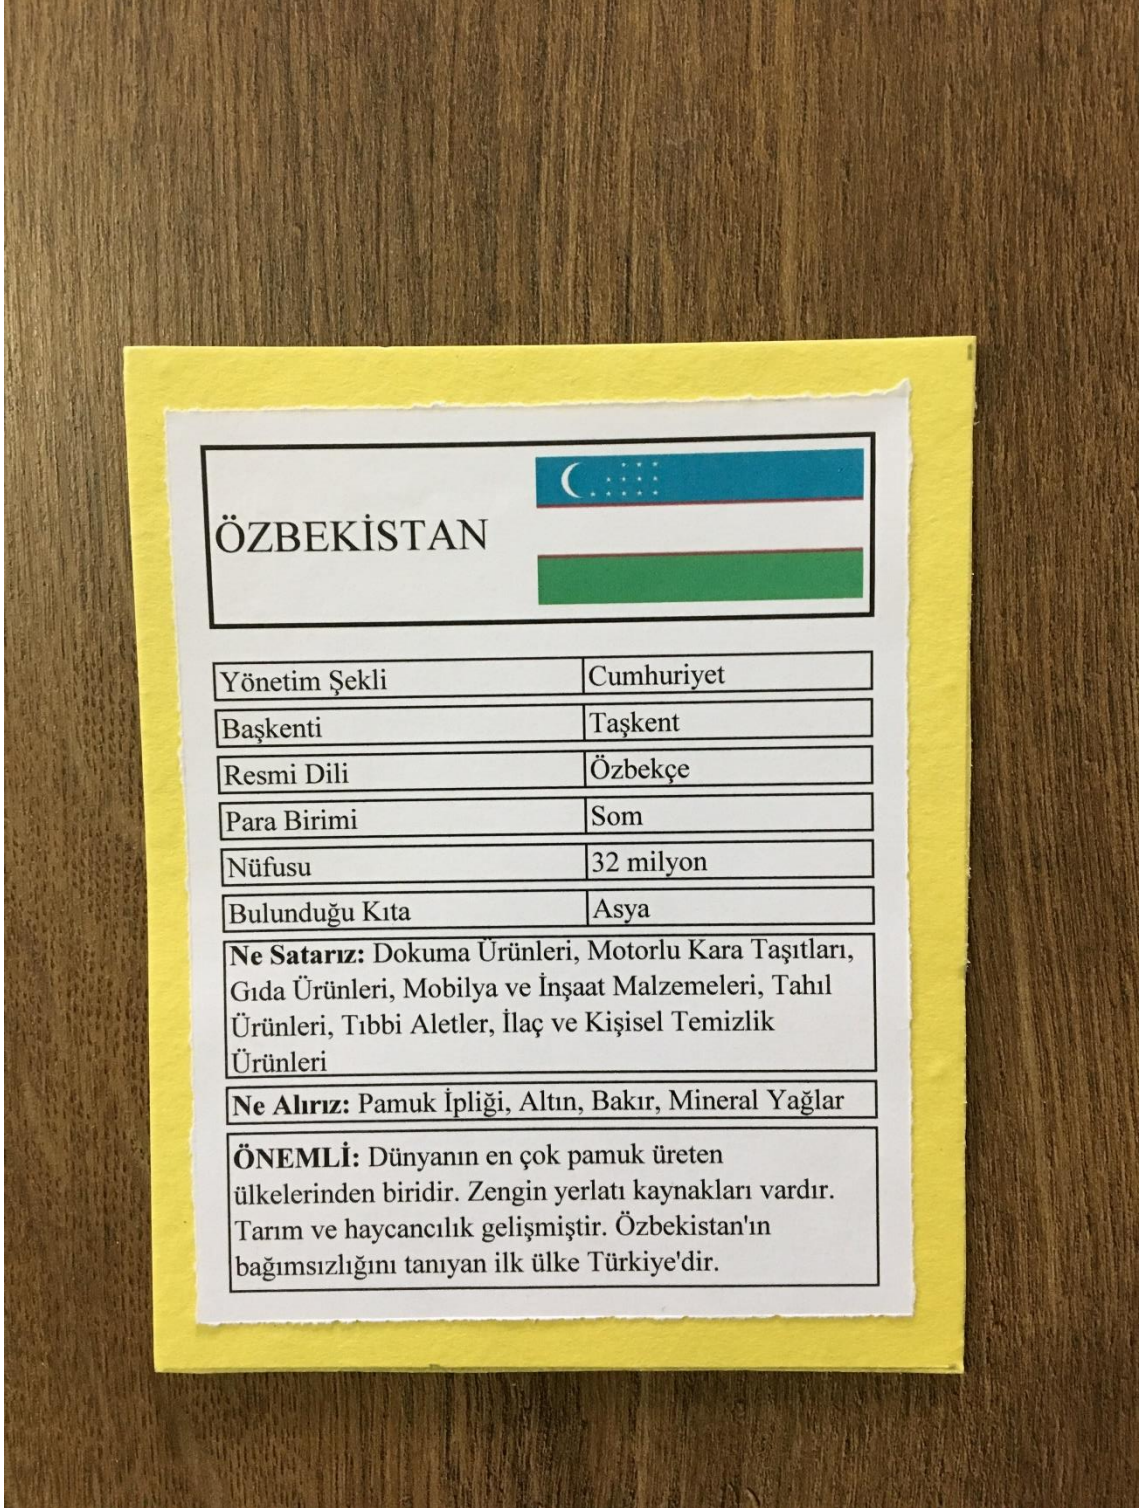 ÖZBEKİSTAN
Yönetim Şekli Cumhuriyet
Başkenti Taşkent
Resmi Dili Özbekçe
Para Birimi Som
Nüfusu 32 milyon
Bulunduğu Kıta Asya
Ne Satarız: Dokuma Ürünleri, Motorlu Kara Taşıtları,
Gıda Ürünleri, Mobilya ve İnşaat Malzemeleri, Tahıl
Ürünleri, Tıbbi Aletler, İlaç ve Kişisel Temizlik
Ürünleri
Ne Alırız: Pamuk İpliği, Altın, Bakır, Mineral Yağlar
ÖNEMLİ: Dünyanın en çok pamuk üreten
ülkelerinden biridir. Zengin yerlatı kaynakları vardır.
Tarım ve haycancılık gelişmiştir. Özbekistan'ın
bağımsızlığını tanıyan ilk ülke Türkiye'dir.